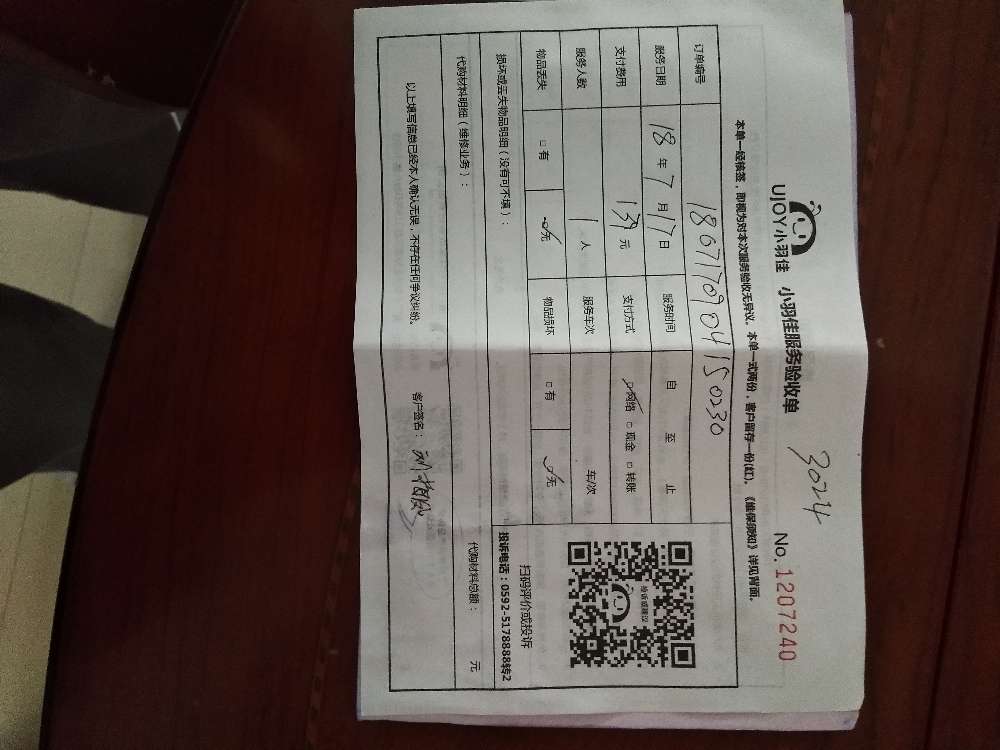 UJOY小羽佳 小羽佳服务验收单 3024 No.1207240
本单一经核签，即视为对本次服务验收无异议。本单一式两份，客户留存一份(红)。《维保须知》详见背面.
订单编号 1867170904150230
服务日期 18 年 7 月 17 日 服务时间 自 至 止
支付费用 139 元 支付方式 ☑网络 □现金 □转账
服务人数 1 人 服务车次 车/次
物品丢失 □有 ☑无 物品损坏 □有 ☑无
投诉或建议
扫码评价或投诉
投诉电话：0592-5178888转2
损坏或丢失物品明细（没有可不填）：
代购材料明细（维修业务）： 代购材料总额： 元
以上填写信息已经本人确认无误，不存在任何争议纠纷。 客户签名：